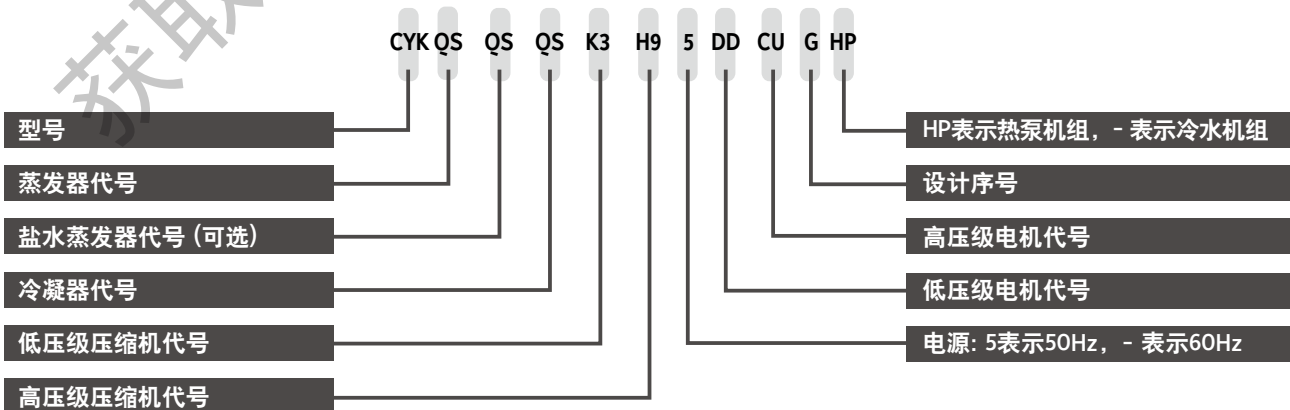 CYK QS QS QS K3 H9 5 DD CU G HP
型号
蒸发器代号
盐水蒸发器代号 (可选)
冷凝器代号
低压级压缩机代号
高压级压缩机代号
HP表示热泵机组，- 表示冷水机组
设计序号
高压级电机代号
低压级电机代号
电源: 5表示50Hz，- 表示60Hz
获取